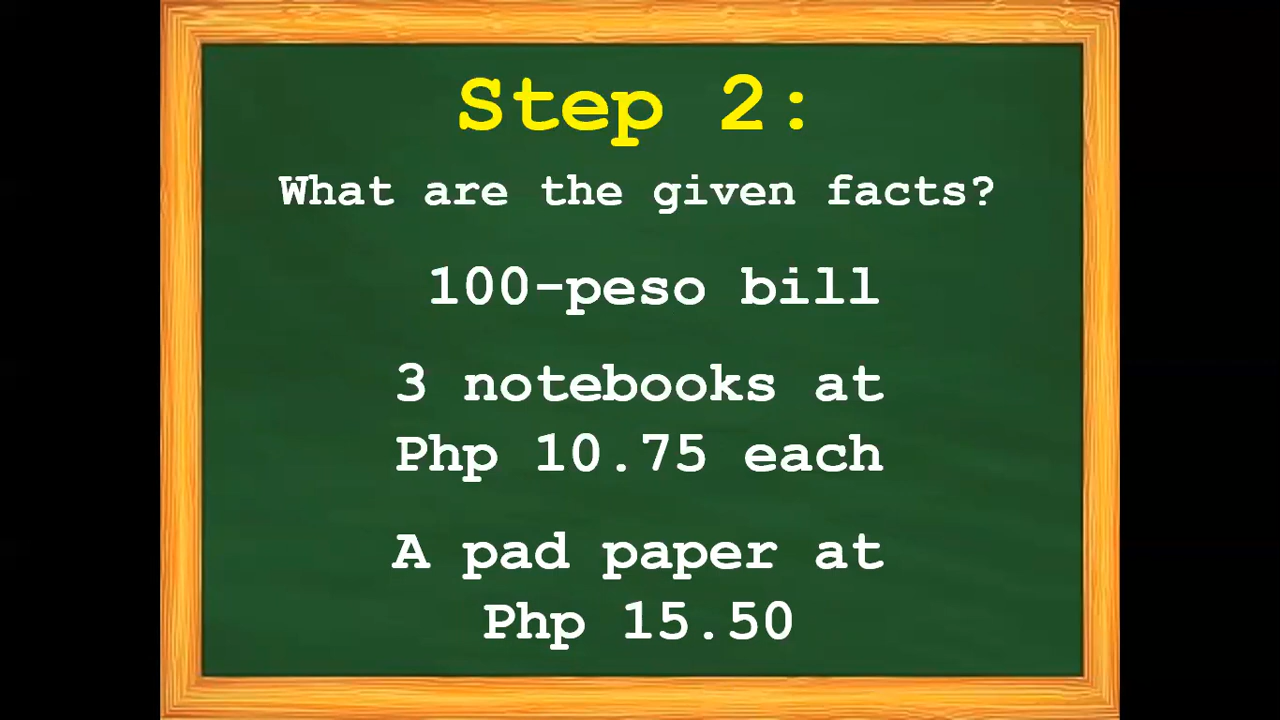 Step 2:
What are the given facts?
100-peso bill
3 notebooks at
Php 10.75 each
A pad paper at
Php 15.50